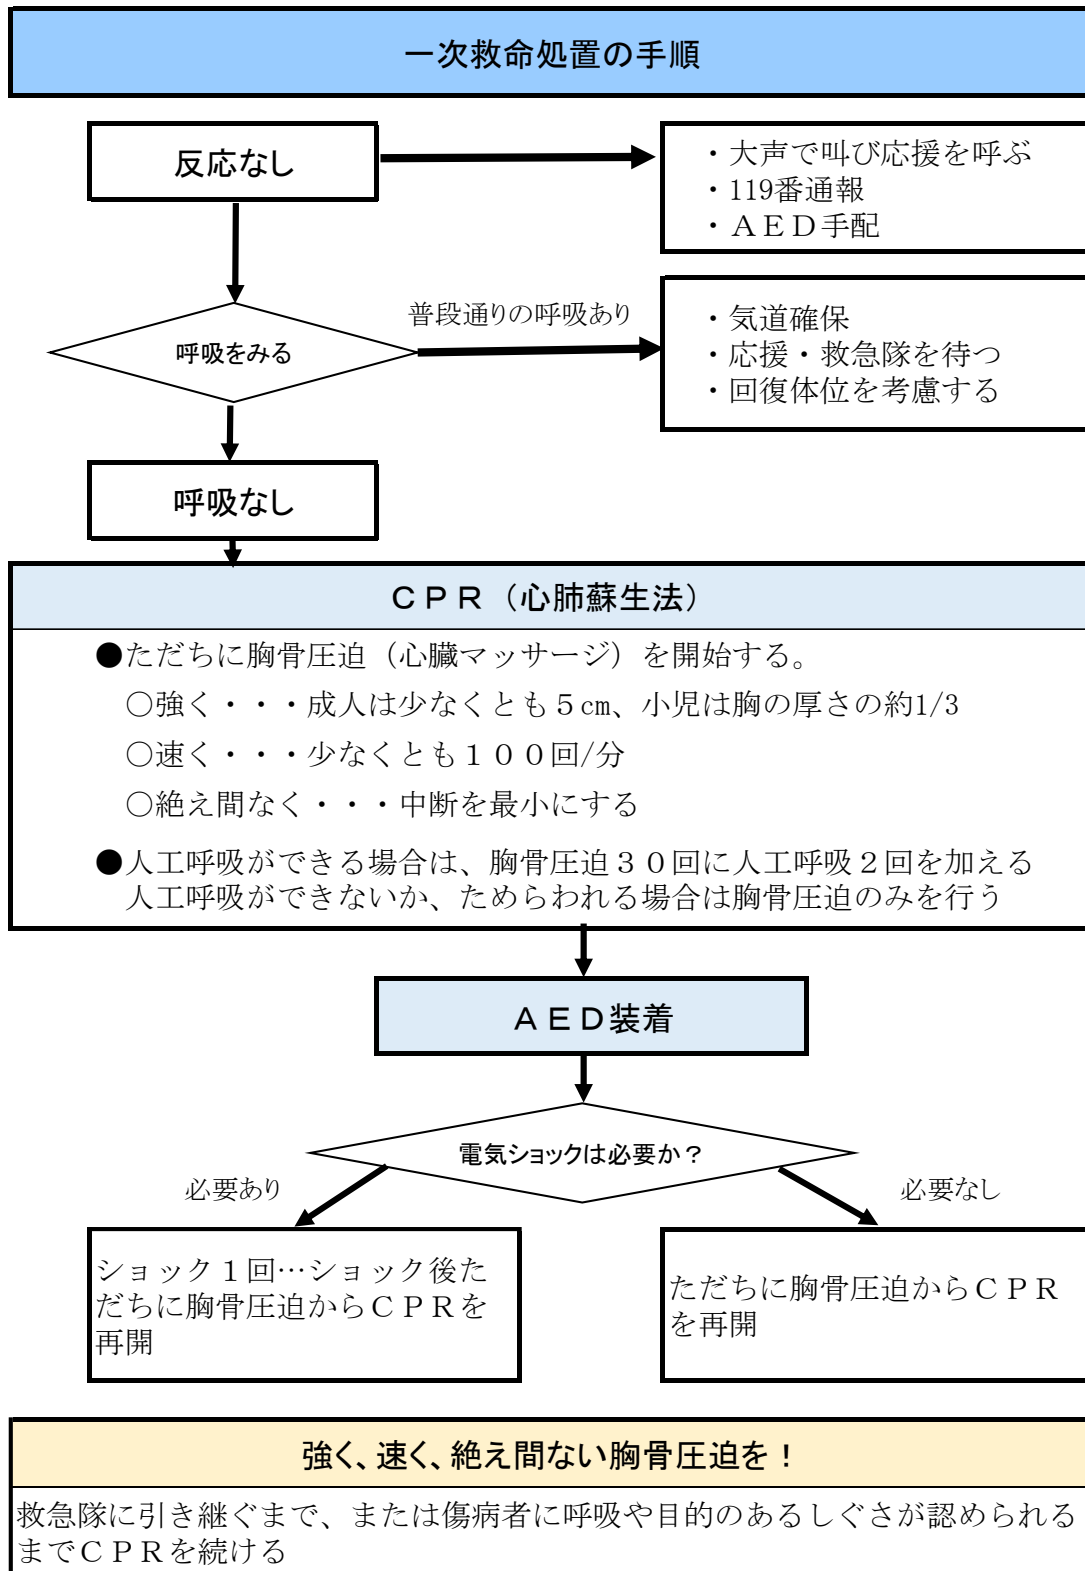 一次救命処置の手順
反応なし
・大声で叫び応援を呼ぶ
・119番通報
・ＡＥＤ手配
呼吸をみる
普段通りの呼吸あり
・気道確保
・応援・救急隊を待つ
・回復体位を考慮する
呼吸なし
ＣＰＲ（心肺蘇生法）
●ただちに胸骨圧迫（心臓マッサージ）を開始する。
○強く・・・成人は少なくとも５cm、小児は胸の厚さの約1/3
○速く・・・少なくとも１００回/分
○絶え間なく・・・中断を最小にする
●人工呼吸ができる場合は、胸骨圧迫３０回に人工呼吸２回を加える
人工呼吸ができないか、ためらわれる場合は胸骨圧迫のみを行う
ＡＥＤ装着
電気ショックは必要か？
必要あり
必要なし
ショック１回…ショック後た
だちに胸骨圧迫からＣＰＲを
再開
ただちに胸骨圧迫からＣＰＲ
を再開
強く、速く、絶え間ない胸骨圧迫を！
救急隊に引き継ぐまで、または傷病者に呼吸や目的のあるしぐさが認められる
までＣＰＲを続ける